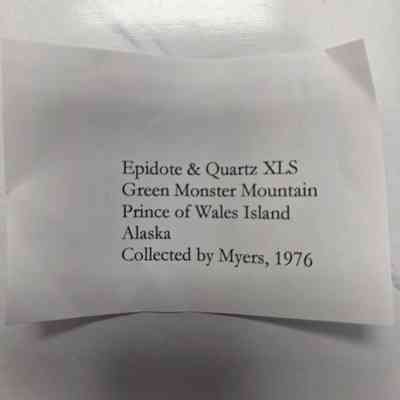 Epidote & Quartz XLS
Green Monster Mountain
Prince of Wales Island
Alaska
Collected by Myers, 1976